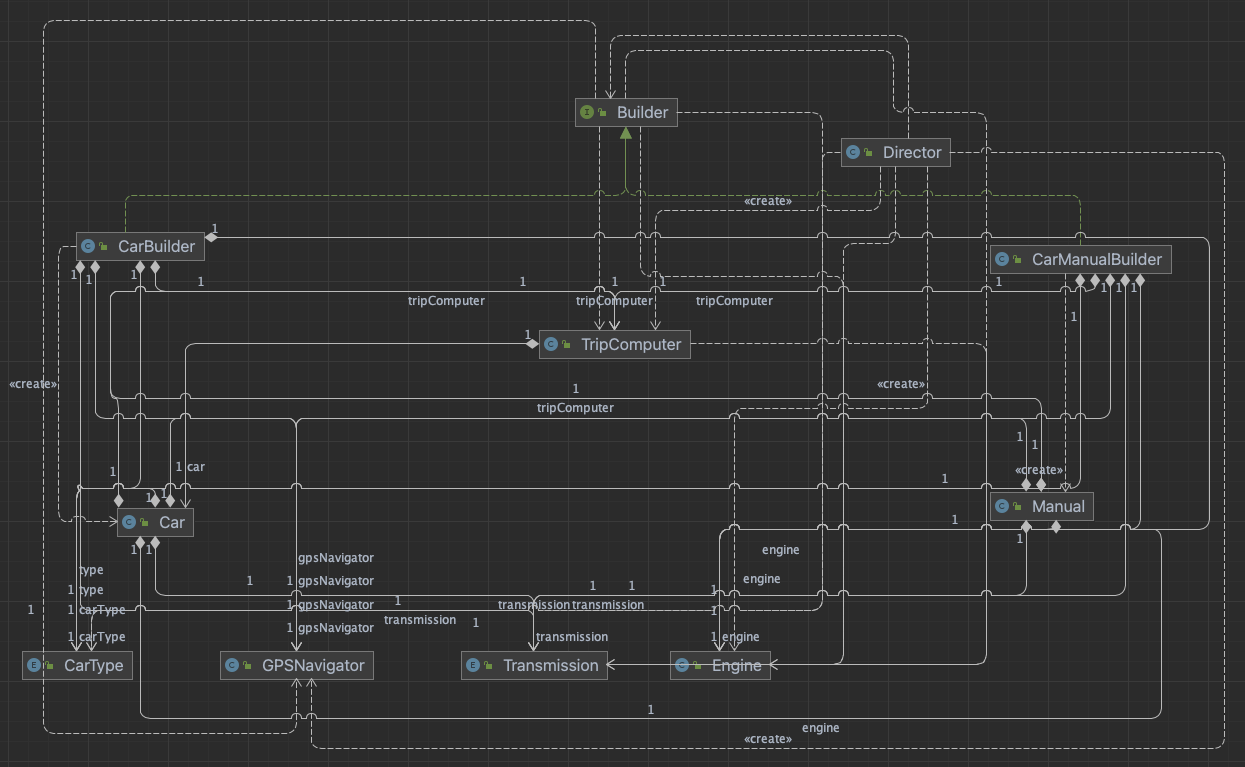 Builder
Director
«create»
1
CarBuilder
CarManualBuilder
1
1
1
1
1
1
1
1
1
1
1
tripComputer
tripComputer
tripComputer
1
1
TripComputer
«create»
«create»
1
tripComputer
1
1
1
car
1
«create»
1
1
1
Manual
Car
1
1
1
1
engine
gpsNavigator
type
engine
1
1
gpsNavigator
1
1
type
1
1
transmission
transmission
1
gpsNavigator
1
1
carType
1
1
transmission
1
1
gpsNavigator
1
carType
transmission
1
engine
CarType
GPSNavigator
Transmission
Engine
1
engine
«create»